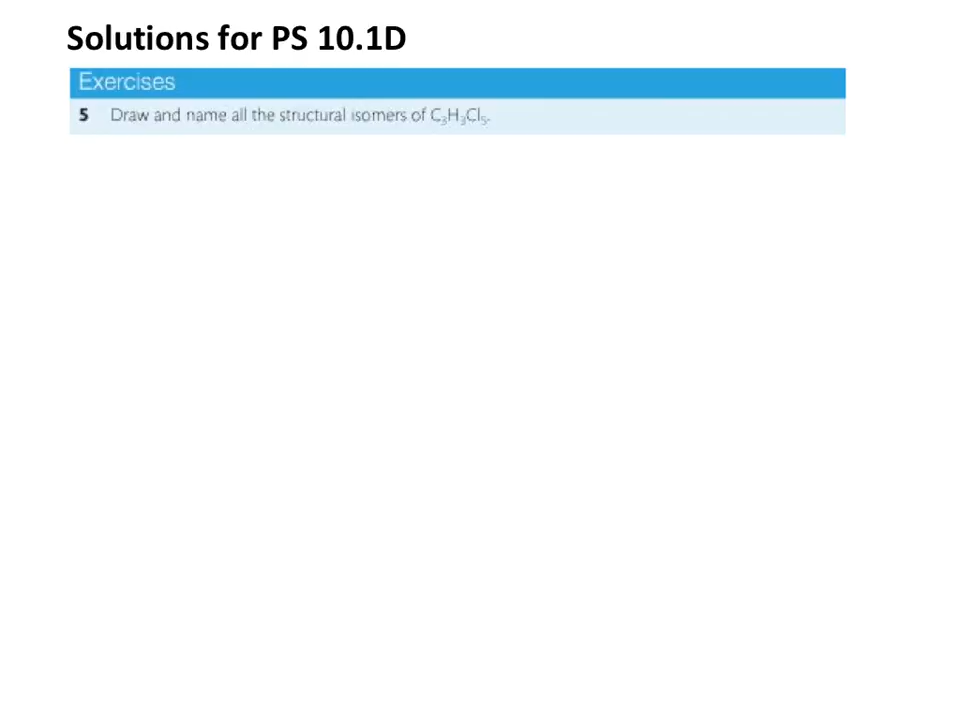 Solutions for PS 10.1D
Exercises
5 Draw and name all the structural isomers of C₃H₃Cl₅.